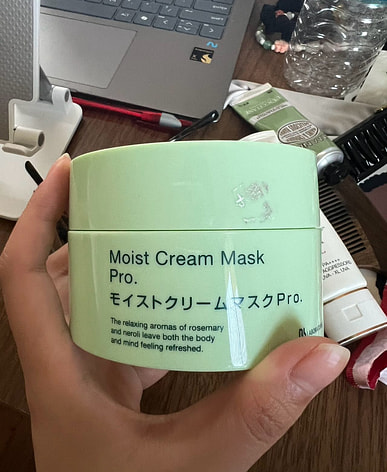 Moist Cream Mask
Pro.
モイストクリームマスクPro.
The relaxing aromas of rosemary
and neroli leave both the body
and mind feeling refreshed.
PA++++